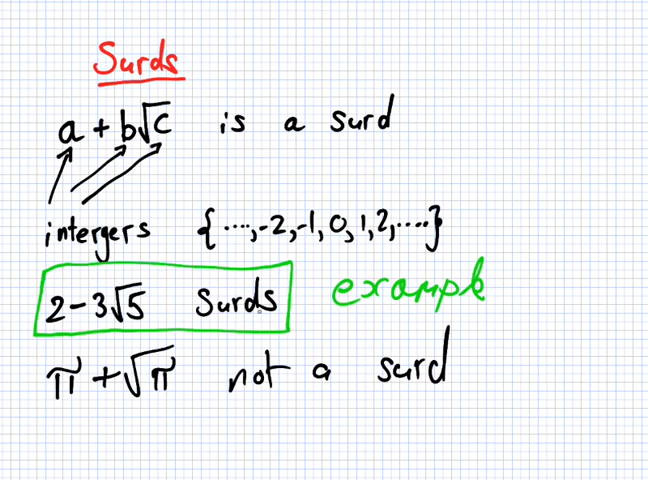 Surds
a + b√c is a surd
intergers {....,-2,-1,0,1,2,....}
2-3√5 Surds example
π+√π not a surd